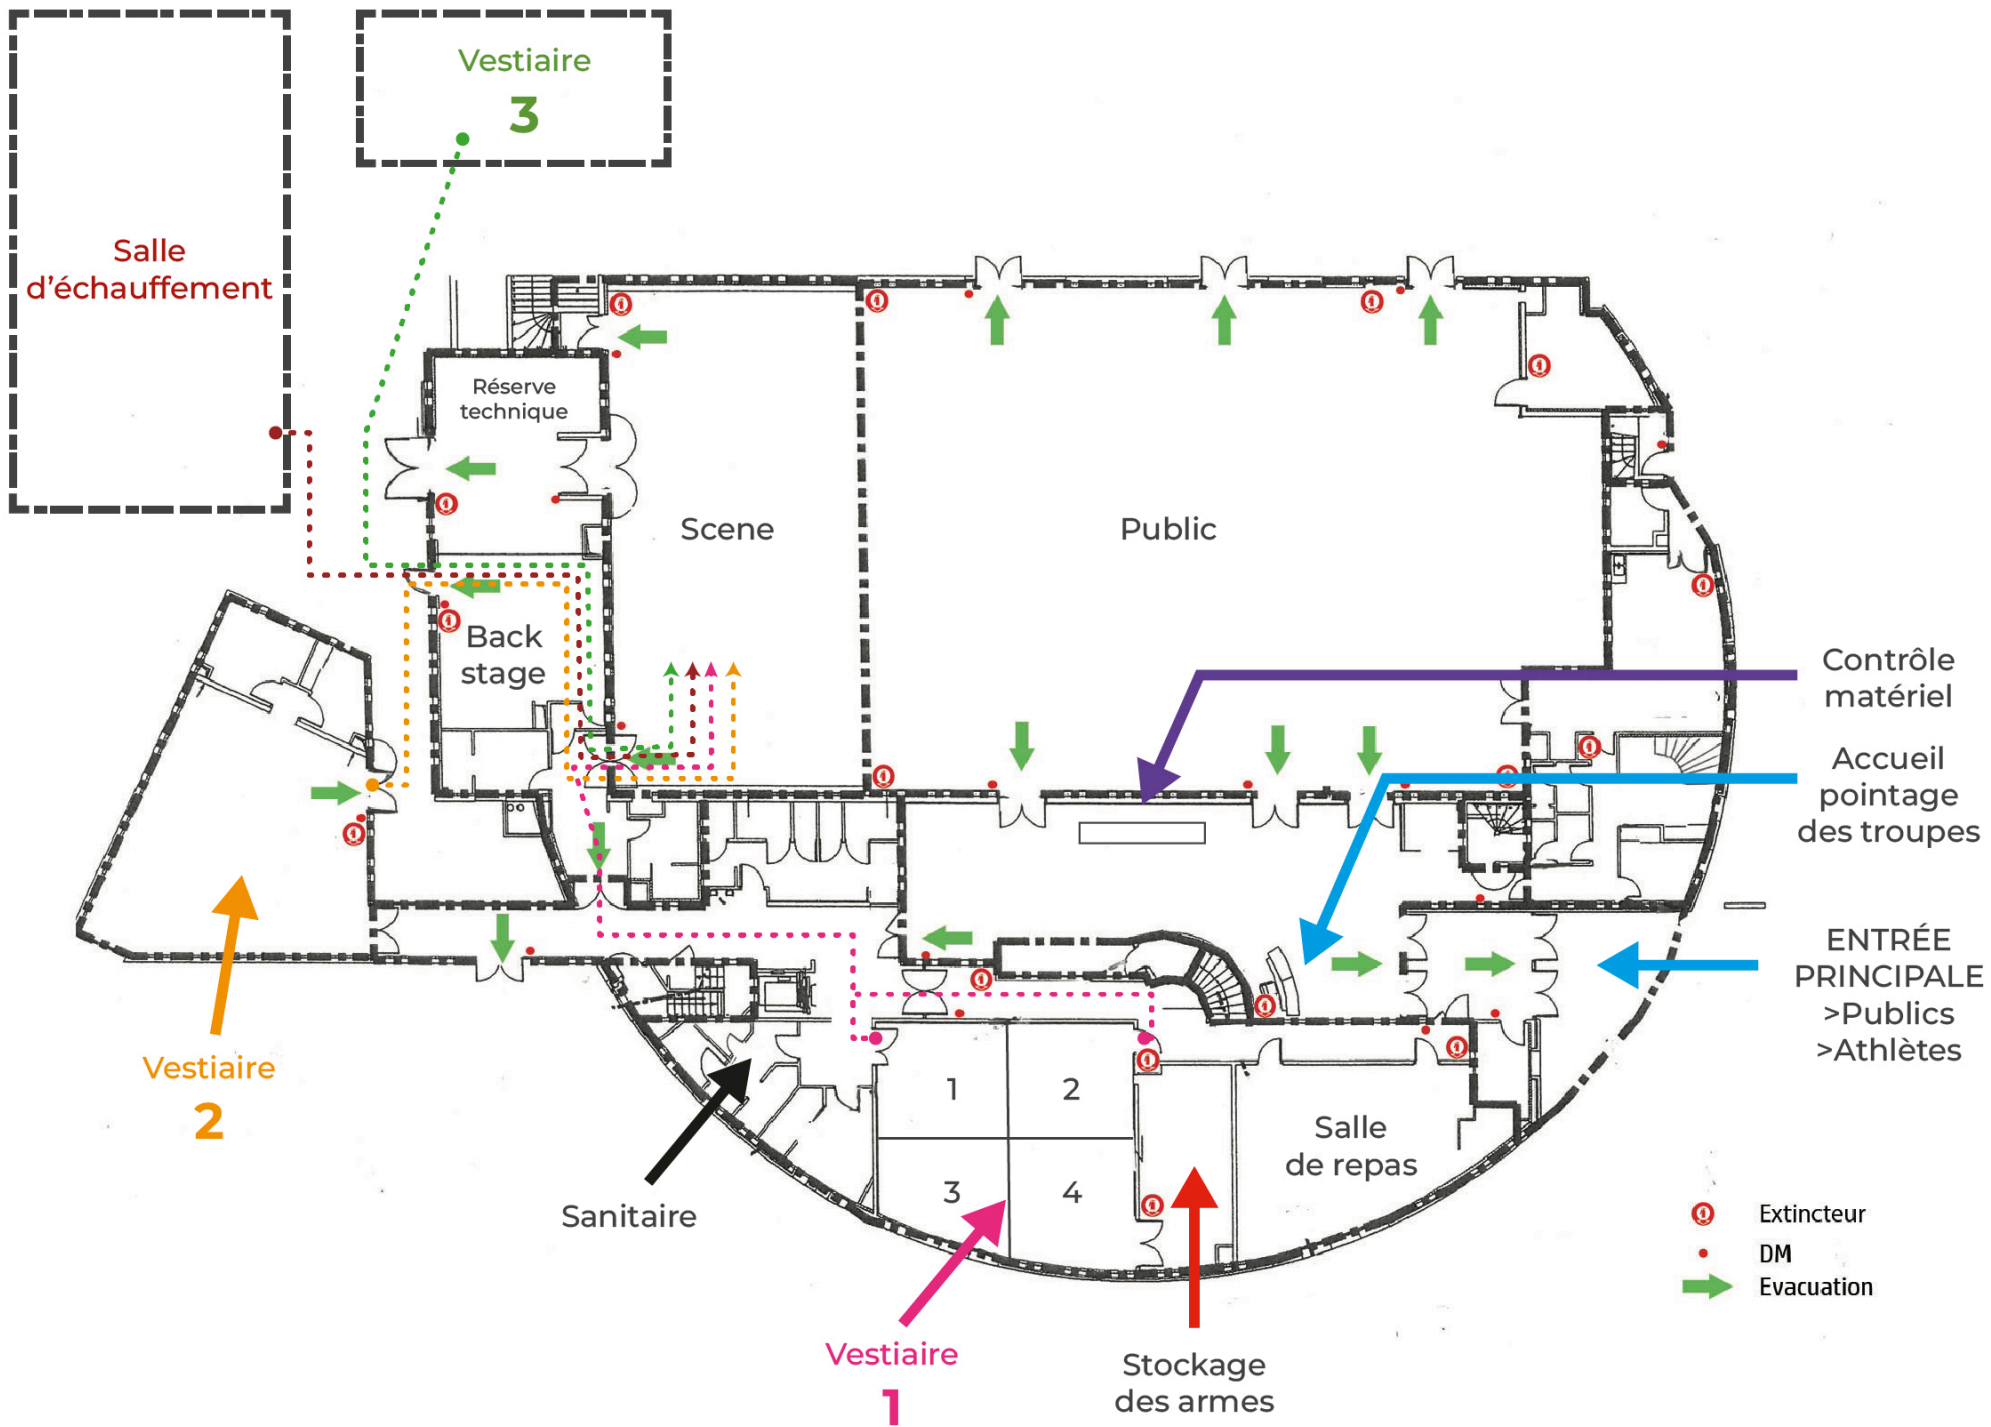 Vestiaire
3
Salle
d'échauffement
Réserve
technique
Scene
Public
Back
stage
Contrôle
matériel
Accueil
pointage
des troupes
ENTRÉE
PRINCIPALE
>Publics
>Athlètes
Vestiaire
2
1
2
3
4
Salle
de repas
Sanitaire
Vestiaire
1
Stockage
des armes
Extincteur
DM
Evacuation